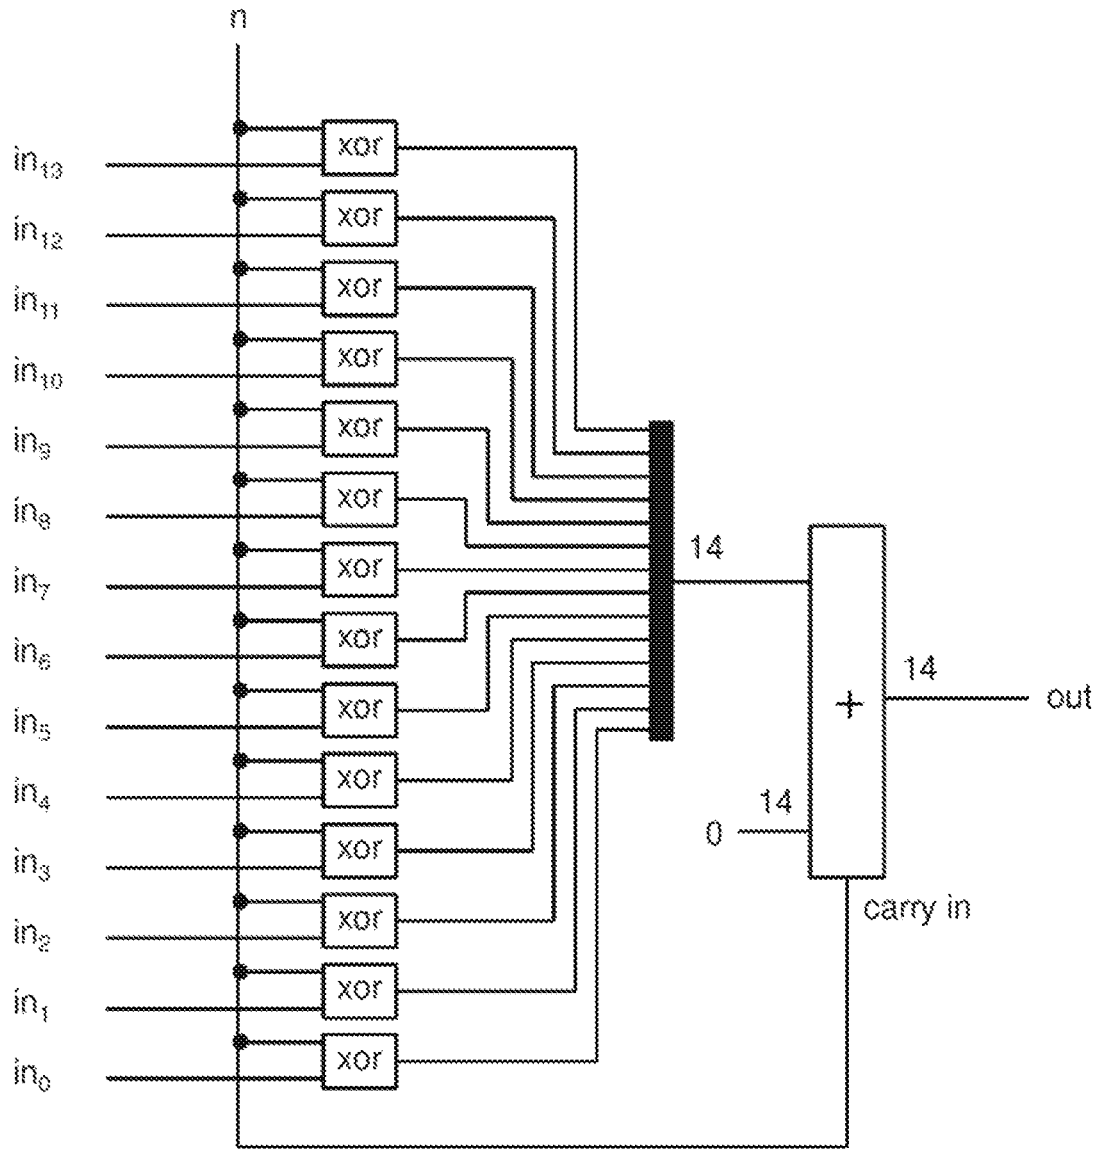 n
in₁₃ xor
in₁₂ xor
in₁₁ xor
in₁₀ xor
in₉ xor
in₈ xor
in₇ xor
in₆ xor
in₅ xor
in₄ xor
in₃ xor
in₂ xor
in₁ xor
in₀ xor
14
14
+
out
14
0
carry in